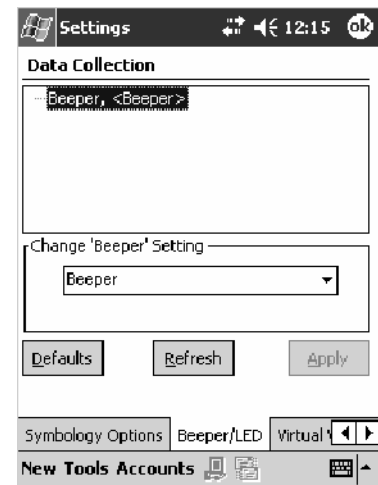 Settings 12:15 ok
Data Collection
Beeper, <Beeper>
Change 'Beeper' Setting
Beeper
Defaults Refresh Apply
Symbology Options Beeper/LED Virtual
New Tools Accounts